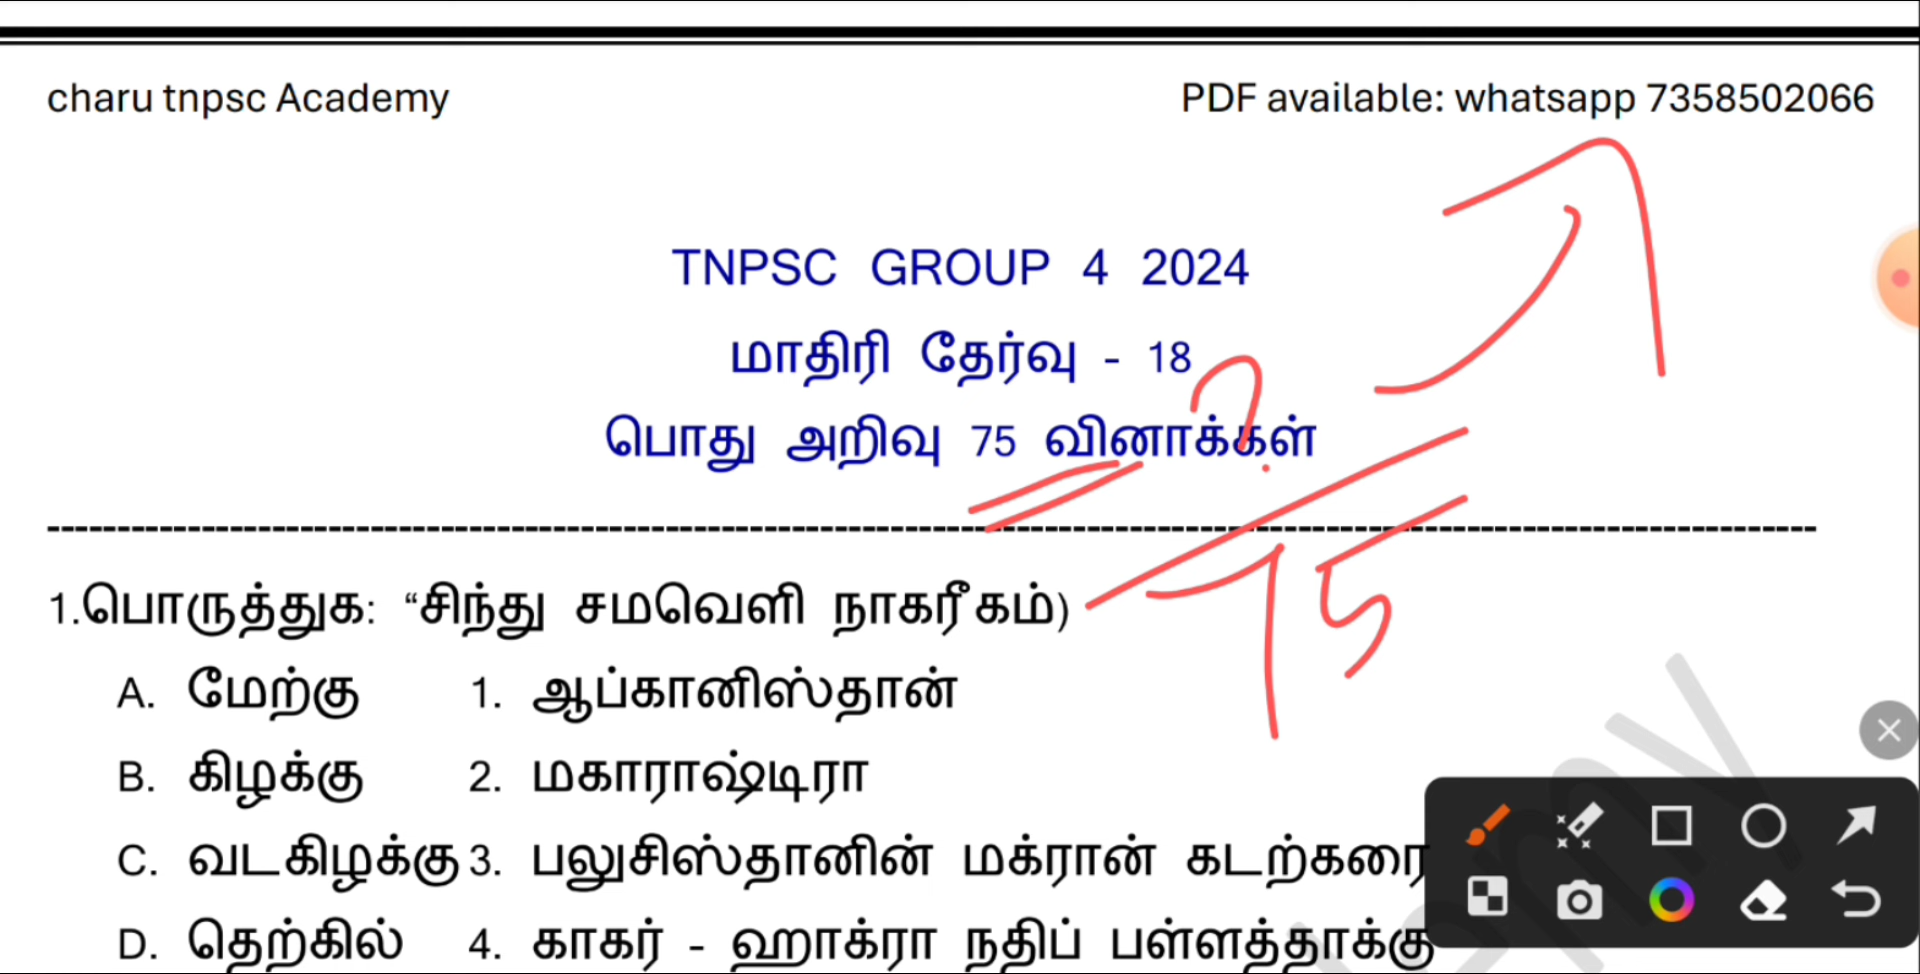 charu tnpsc Academy PDF available: whatsapp 7358502066
TNPSC GROUP 4 2024
மாதிரி தேர்வு - 18
பொது அறிவு 75 வினாக்கள்
?
75
1.பொருத்துக: “சிந்து சமவெளி நாகரீகம்)
A. மேற்கு 1. ஆப்கானிஸ்தான்
B. கிழக்கு 2. மகாராஷ்டிரா
C. வடகிழக்கு 3. பலுசிஸ்தானின் மக்ரான் கடற்கரை
D. தெற்கில் 4. காகர் - ஹாக்ரா நதிப் பள்ளத்தாக்கு